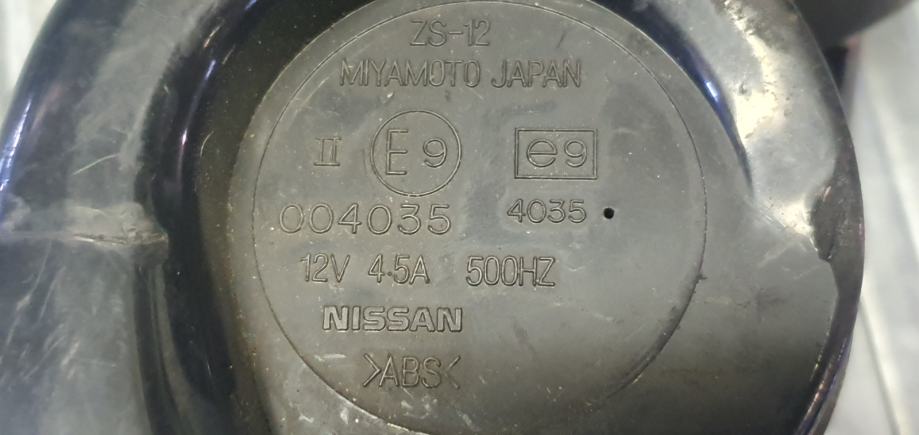 ZS-12
MIYAMOTO JAPAN
II E9 e9
004035 4035
12V 4·5A 500HZ
NISSAN
>ABS<